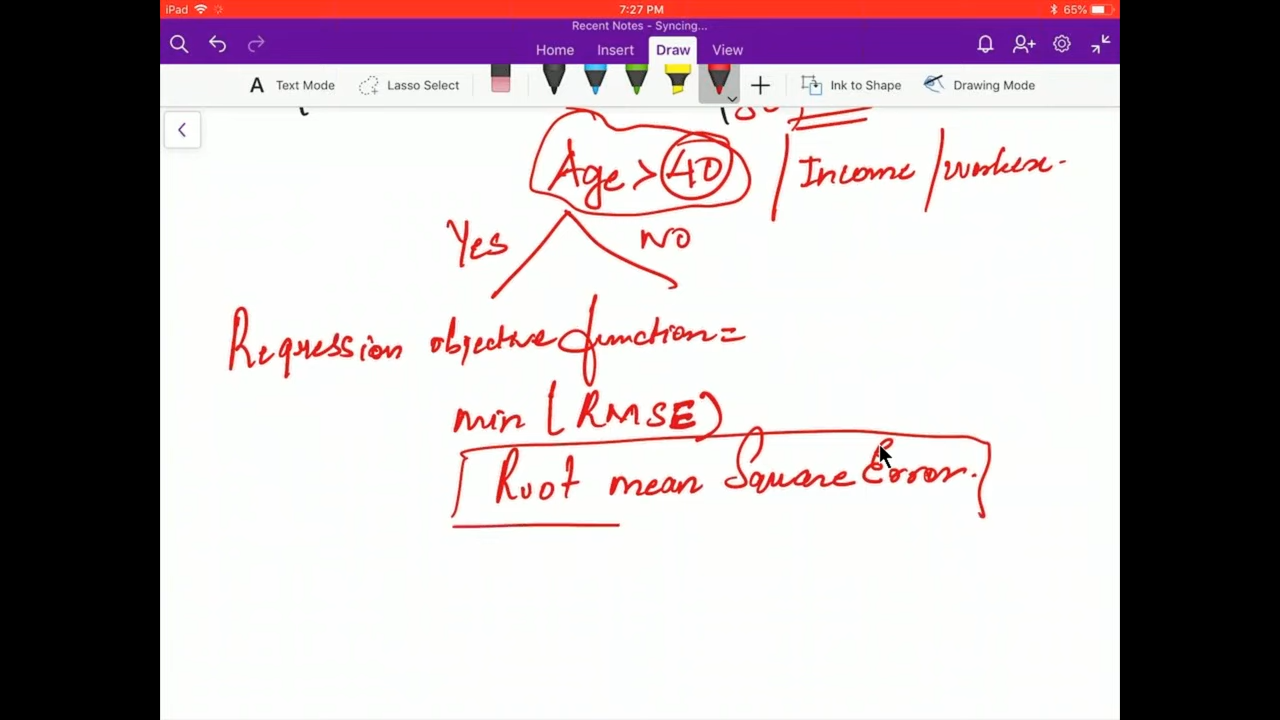 iPad 7:27 PM 65%
Recent Notes - Syncing...
Home Insert Draw View
Text Mode Lasso Select Ink to Shape Drawing Mode
Age > 40 | Income /
Yes NO
Regression objective function =
min (RMSE)
Root mean Square Error.